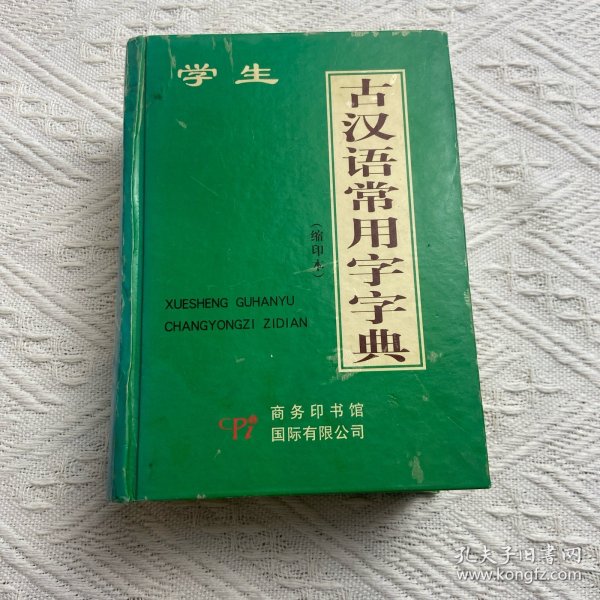 学生
古汉语常用字字典
（缩印本）
XUESHENG GUHANYU
CHANGYONGZI ZIDIAN
CPi
商务印书馆
国际有限公司
孔夫子旧书网
www.kongfz.com